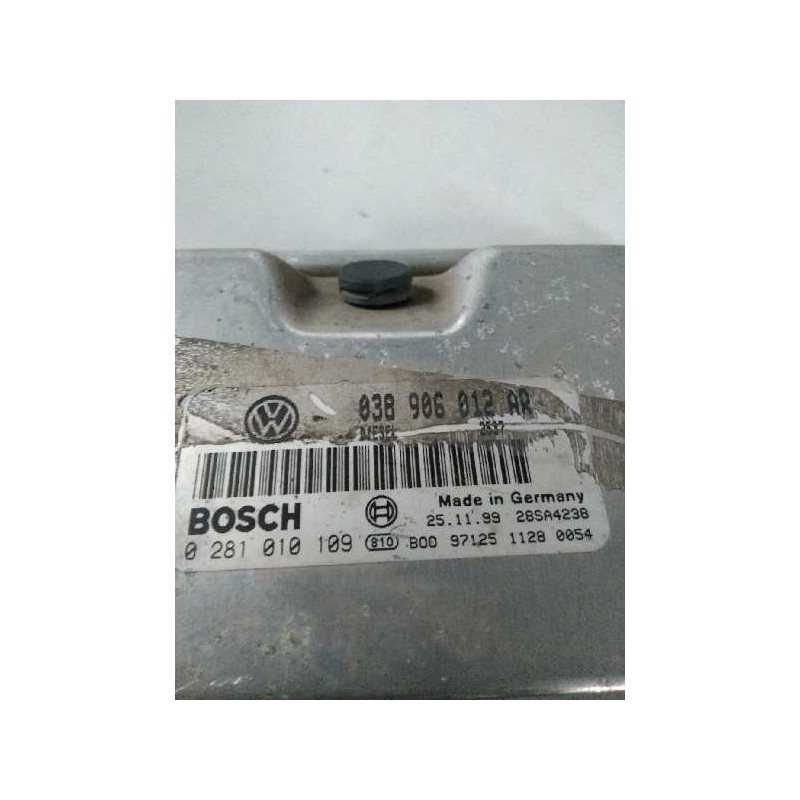 038 906 012 AR
DIESEL 2537
BOSCH
Made in Germany
25.11.99 28SA4238
0 281 010 109 810 B00 97125 1128 0054